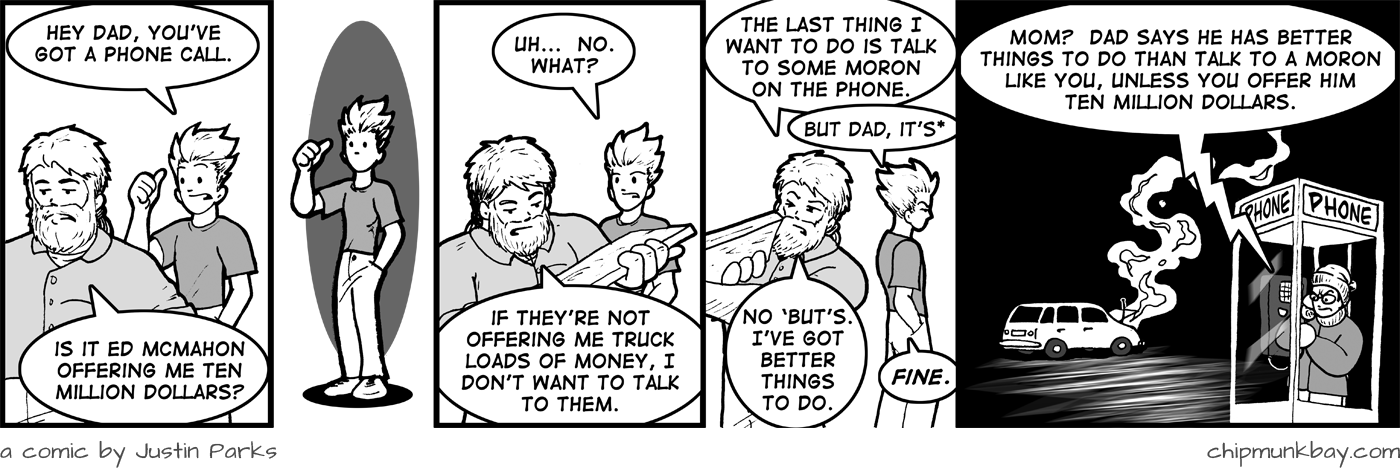 HEY DAD, YOU'VE
GOT A PHONE CALL.
IS IT ED MCMAHON
OFFERING ME TEN
MILLION DOLLARS?
UH... NO.
WHAT?
IF THEY'RE NOT
OFFERING ME TRUCK
LOADS OF MONEY, I
DON'T WANT TO TALK
TO THEM.
THE LAST THING I
WANT TO DO IS TALK
TO SOME MORON
ON THE PHONE.
BUT DAD, IT'S*
NO 'BUT'S.
I'VE GOT
BETTER
THINGS
TO DO.
FINE.
MOM? DAD SAYS HE HAS BETTER
THINGS TO DO THAN TALK TO A MORON
LIKE YOU, UNLESS YOU OFFER HIM
TEN MILLION DOLLARS.
PHONE PHONE
a comic by Justin Parks
chipmunkbay.com